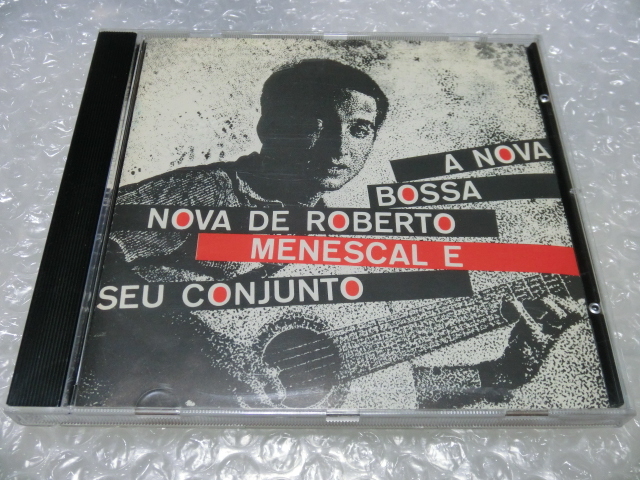 A NOVA
BOSSA
NOVA DE ROBERTO
MENESCAL E
SEU CONJUNTO